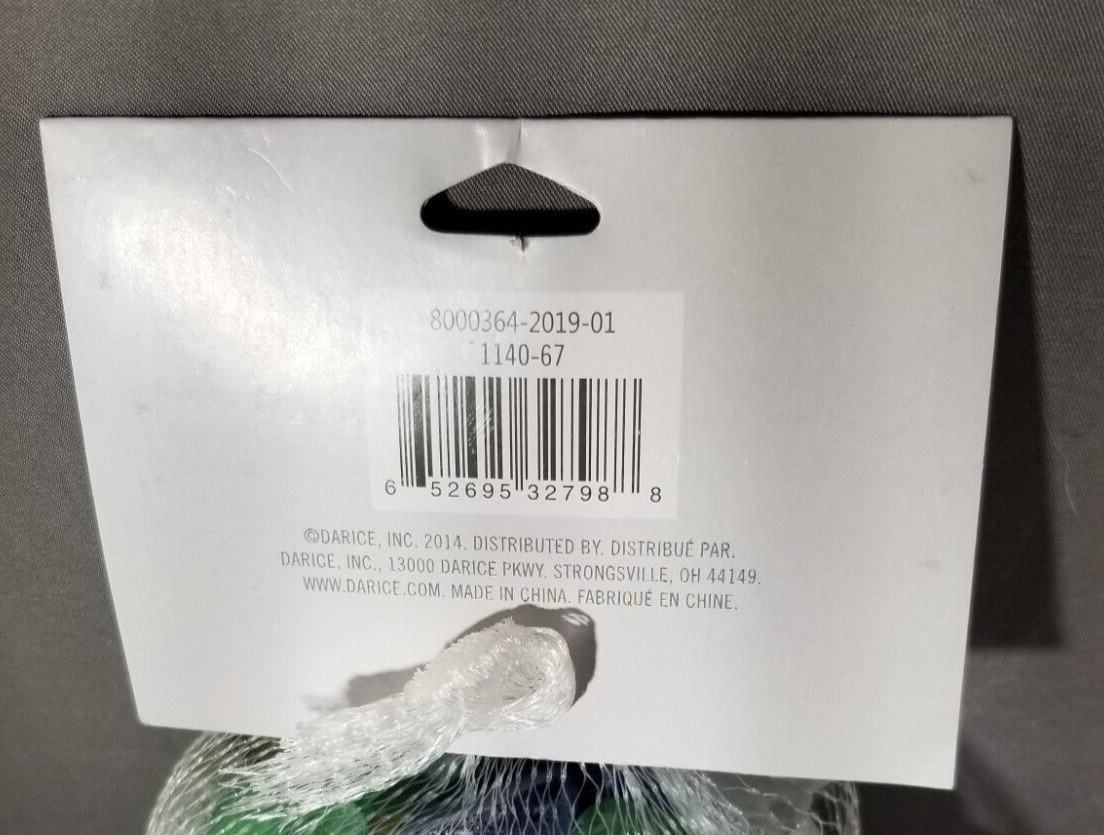 8000364-2019-01
1140-67
6 52695 32798 8
©DARICE, INC. 2014. DISTRIBUTED BY. DISTRIBUÉ PAR.
DARICE, INC., 13000 DARICE PKWY. STRONGSVILLE, OH 44149.
WWW.DARICE.COM. MADE IN CHINA. FABRIQUÉ EN CHINE.